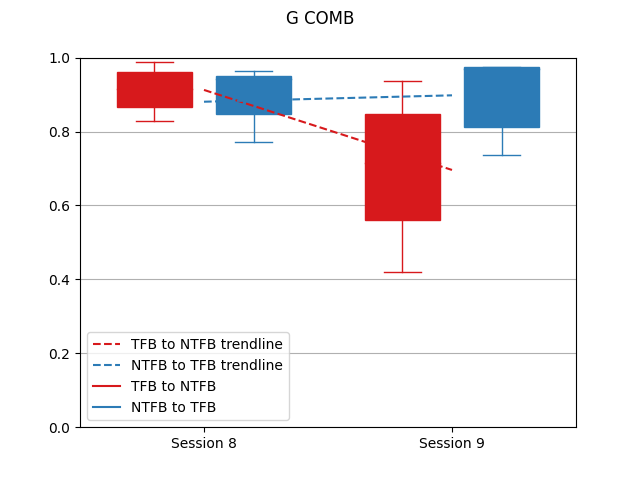 G COMB
1.0
0.8
0.6
0.4
0.2
0.0
TFB to NTFB trendline
NTFB to TFB trendline
TFB to NTFB
NTFB to TFB
Session 8
Session 9